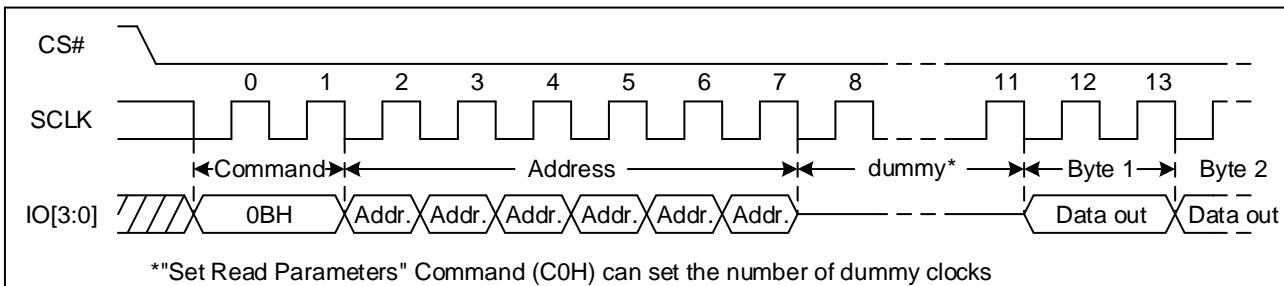 CS#
0 1 2 3 4 5 6 7 8 11 12 13
SCLK
Command Address dummy* Byte 1 Byte 2
IO[3:0] 0BH Addr. Addr. Addr. Addr. Addr. Addr. Data out Data out
*"Set Read Parameters" Command (C0H) can set the number of dummy clocks